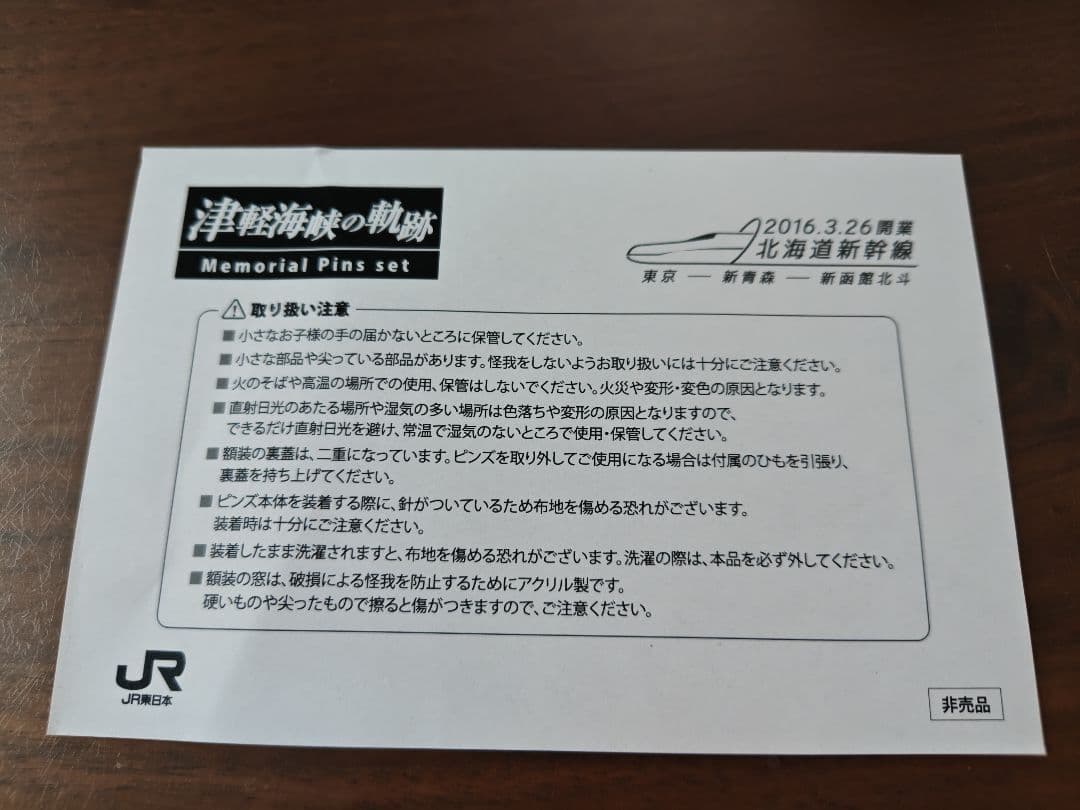 津軽海峡の軌跡
Memorial Pins set
2016.3.26開業
北海道新幹線
東京 ― 新青森 ― 新函館北斗
取り扱い注意
■小さなお子様の手の届かないところに保管してください。
■小さな部品や尖っている部品があります。怪我をしないようお取り扱いには十分にご注意ください。
■火のそばや高温の場所での使用、保管はしないでください。火災や変形・変色の原因となります。
■直射日光のあたる場所や湿気の多い場所は色落ちや変形の原因となりますので、
できるだけ直射日光を避け、常温で湿気のないところで使用・保管してください。
■額装の裏蓋は、二重になっています。ピンズを取り外してご使用になる場合は付属のひもを引張り、
裏蓋を持ち上げてください。
■ピンズ本体を装着する際に、針がついているため布地を傷める恐れがございます。
装着時は十分にご注意ください。
■装着したまま洗濯されますと、布地を傷める恐れがございます。洗濯の際は、本品を必ず外してください。
■額装の窓は、破損による怪我を防止するためにアクリル製です。
硬いものや尖ったもので擦ると傷がつきますので、ご注意ください。
JR
JR東日本
非売品